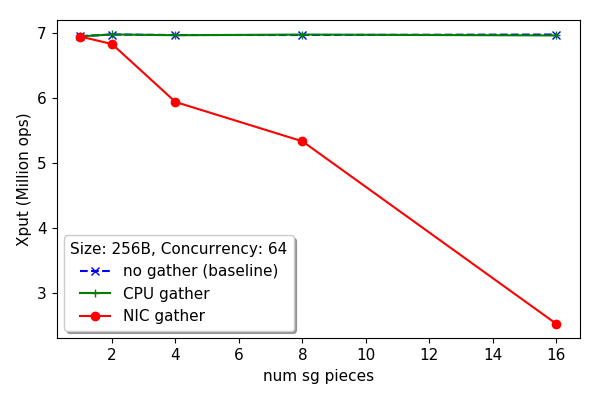 7
6
5
4
3
Xput (Million ops)
Size: 256B, Concurrency: 64
no gather (baseline)
CPU gather
NIC gather
2 4 6 8 10 12 14 16
num sg pieces